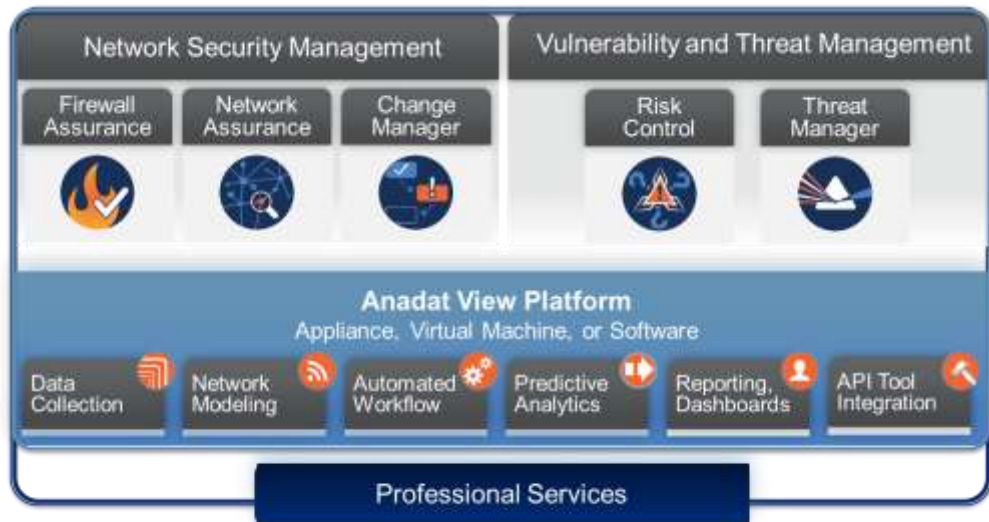 Network Security Management
Vulnerability and Threat Management
Firewall
Assurance
Network
Assurance
Change
Manager
Risk
Control
Threat
Manager
Anadat View Platform
Appliance, Virtual Machine, or Software
Data
Collection
Network
Modeling
Automated
Workflow
Predictive
Analytics
Reporting,
Dashboards
API Tool
Integration
Professional Services